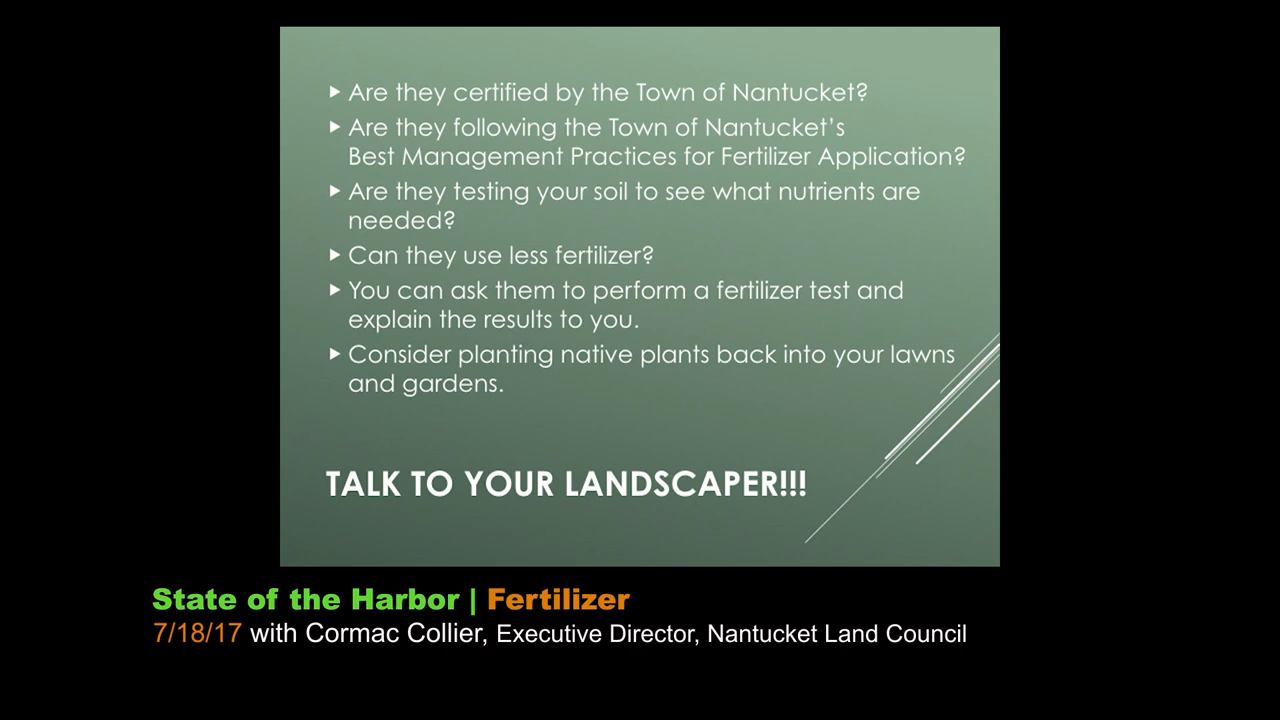 Are they certified by the Town of Nantucket?
Are they following the Town of Nantucket’s
Best Management Practices for Fertilizer Application?
Are they testing your soil to see what nutrients are
needed?
Can they use less fertilizer?
You can ask them to perform a fertilizer test and
explain the results to you.
Consider planting native plants back into your lawns
and gardens.
TALK TO YOUR LANDSCAPER!!!
State of the Harbor | Fertilizer
7/18/17 with Cormac Collier, Executive Director, Nantucket Land Council